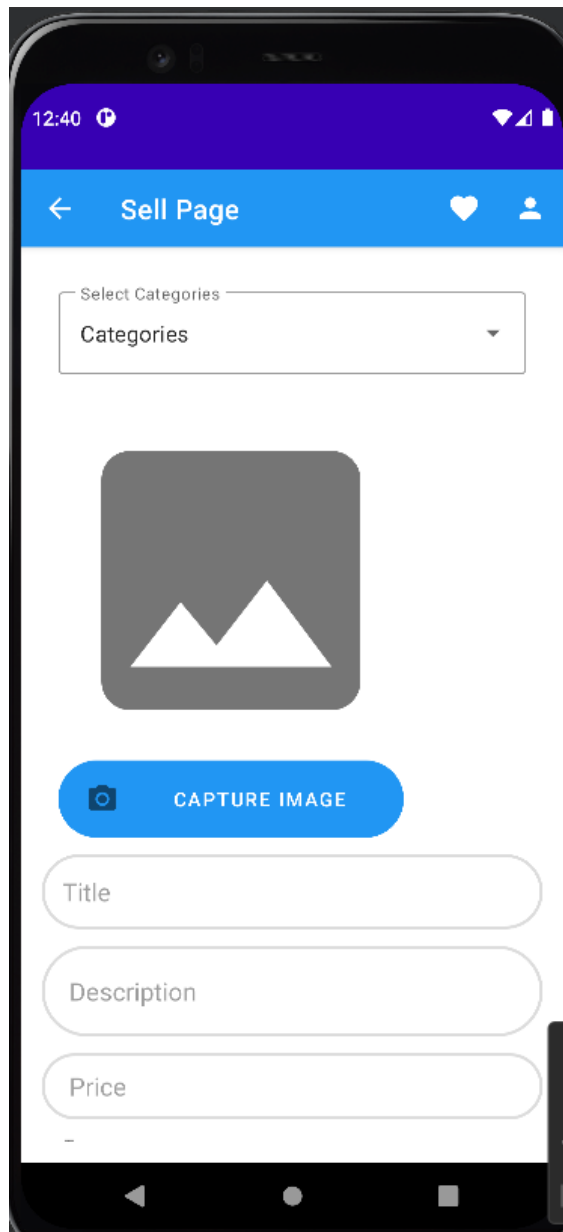 12:40
Sell Page
Select Categories
Categories
CAPTURE IMAGE
Title
Description
Price